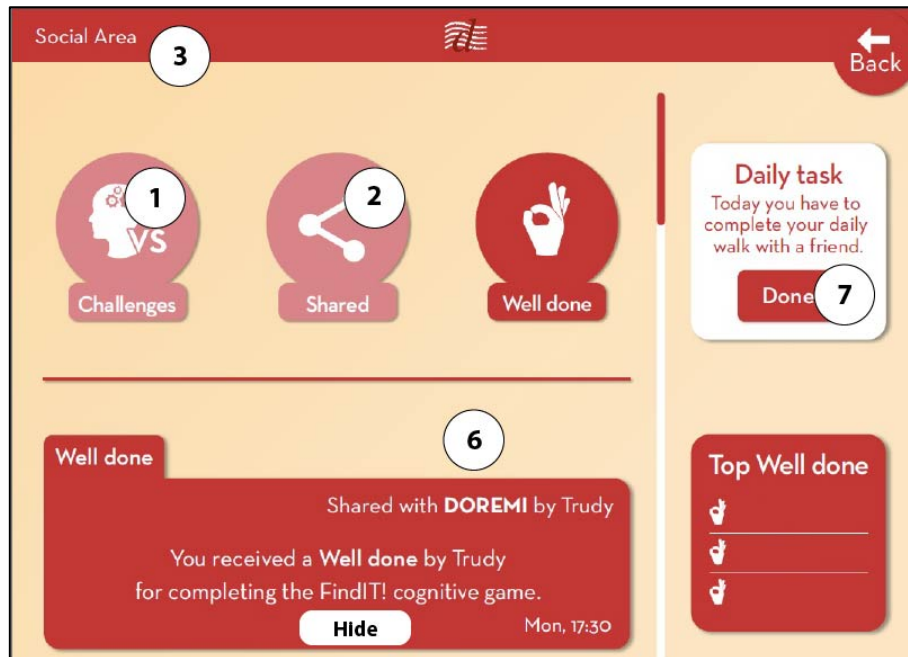 Social Area
3
Back
1
VS
Challenges
2
Shared
Well done
Daily task
Today you have to
complete your daily
walk with a friend.
Done
7
6
Well done
Shared with DOREMI by Trudy
You received a Well done by Trudy
for completing the FindIT! cognitive game.
Hide
Mon, 17:30
Top Well done